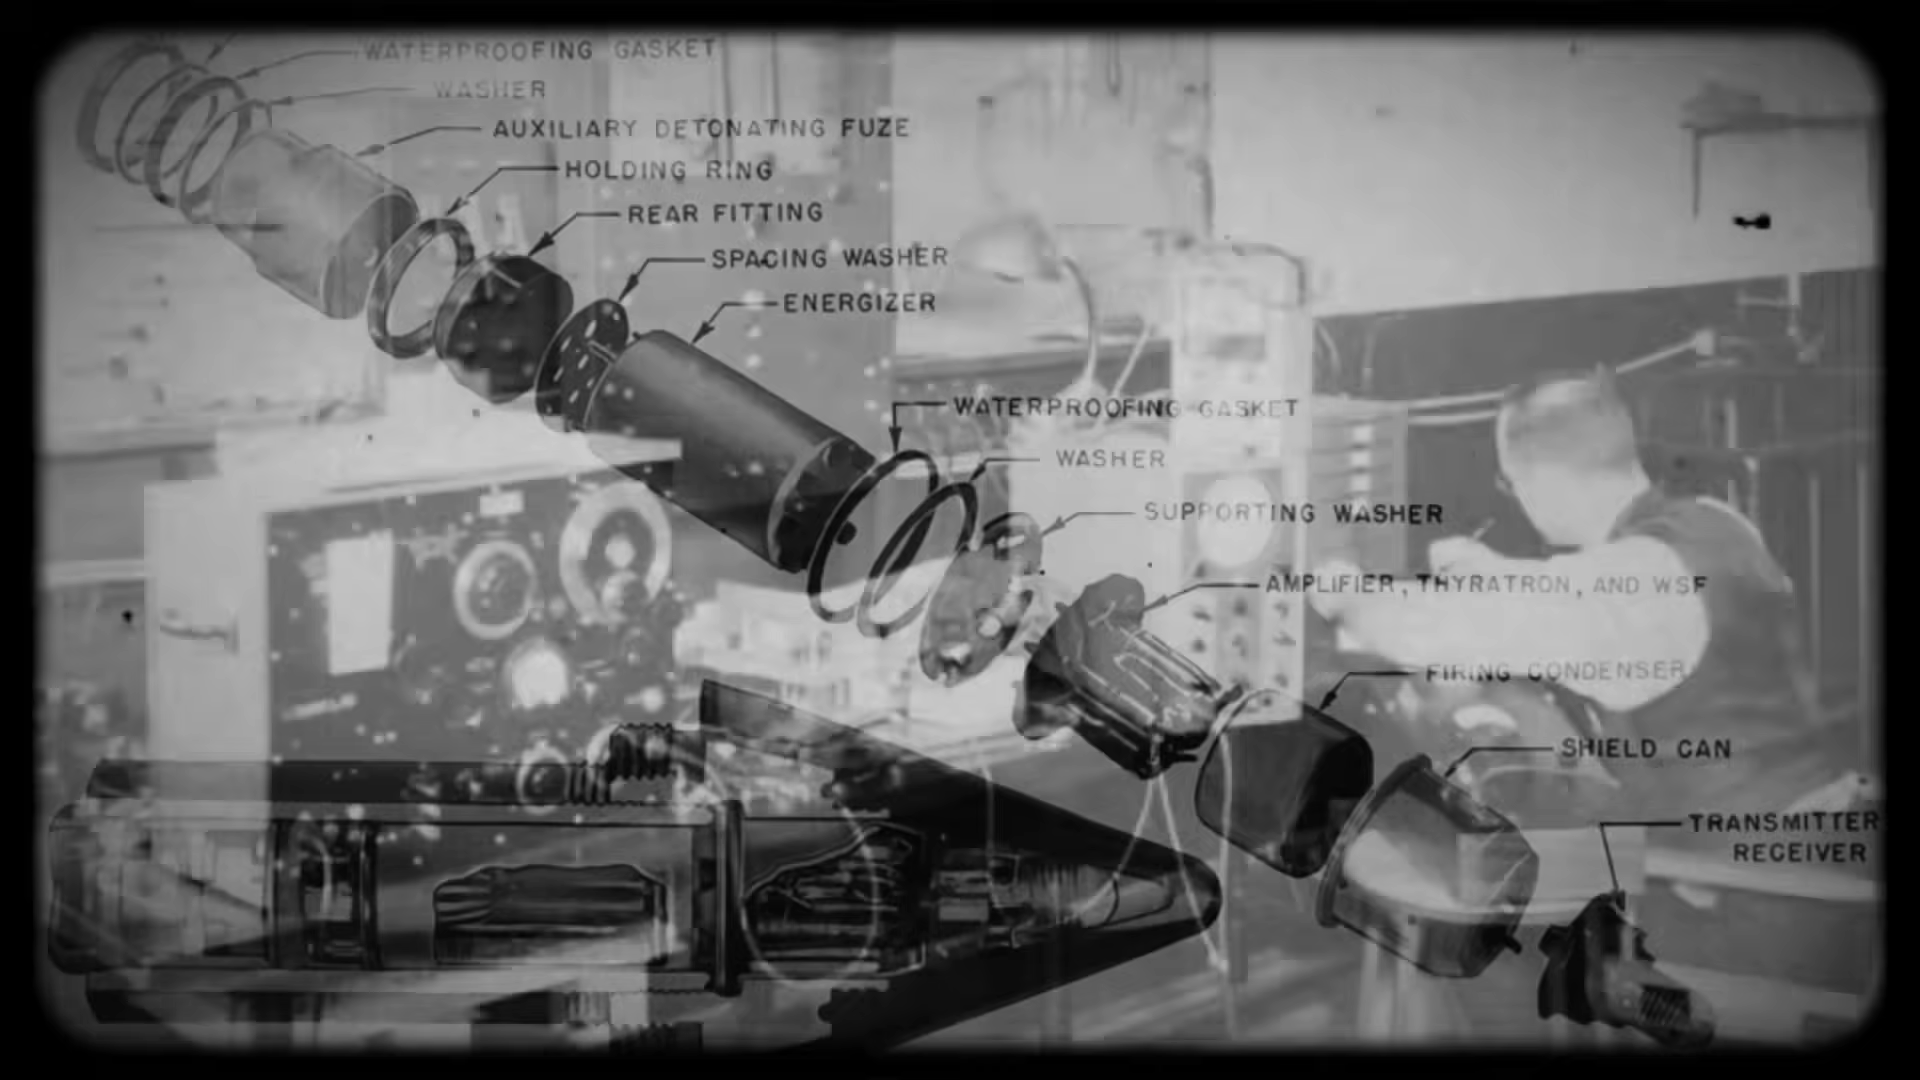 WATERPROOFING GASKET
WASHER
AUXILIARY DETONATING FUZE
HOLDING RING
REAR FITTING
SPACING WASHER
ENERGIZER
WATERPROOFING GASKET
WASHER
SUPPORTING WASHER
AMPLIFIER, THYRATRON, AND WSF
FIRING CONDENSER
SHIELD CAN
TRANSMITTER
RECEIVER